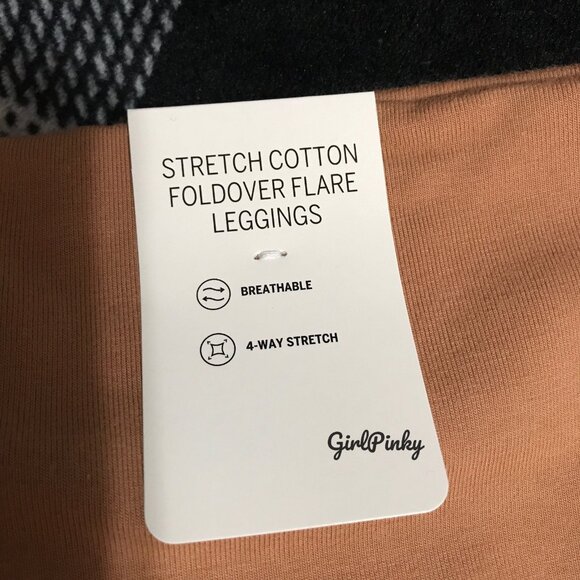 STRETCH COTTON
FOLDOVER FLARE
LEGGINGS
BREATHABLE
4-WAY STRETCH
GirlPinky